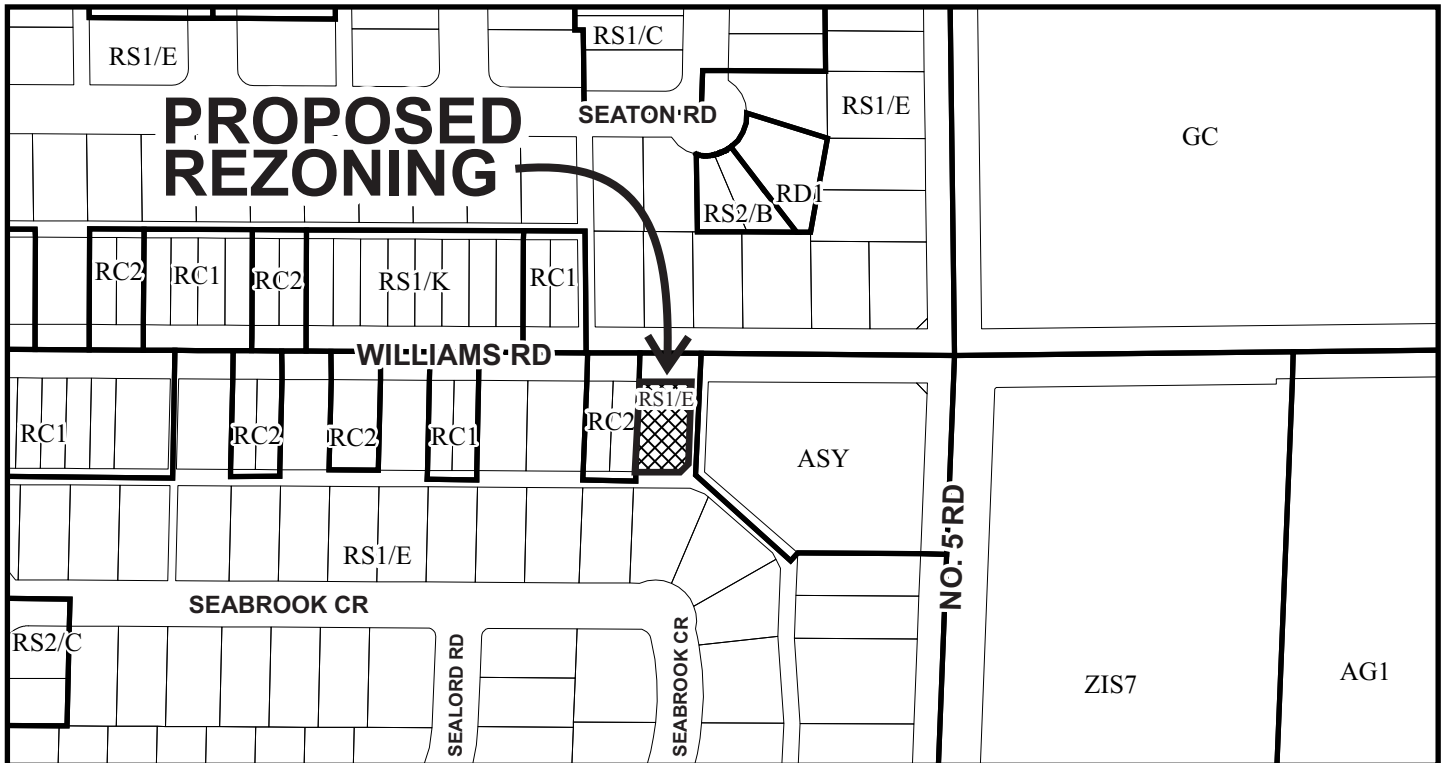 RS1/E
RS1/C
PROPOSED
REZONING
SEATON RD
RS1/E
GC
RD1
RS2/B
RC2
RC1
RC2
RS1/K
RC1
WILLIAMS RD
RS1/E
RC1
RC2
RC2
RC1
RC2
ASY
NO. 5 RD
RS1/E
SEABROOK CR
RS2/C
SEALORD RD
SEABROOK CR
ZIS7
AG1